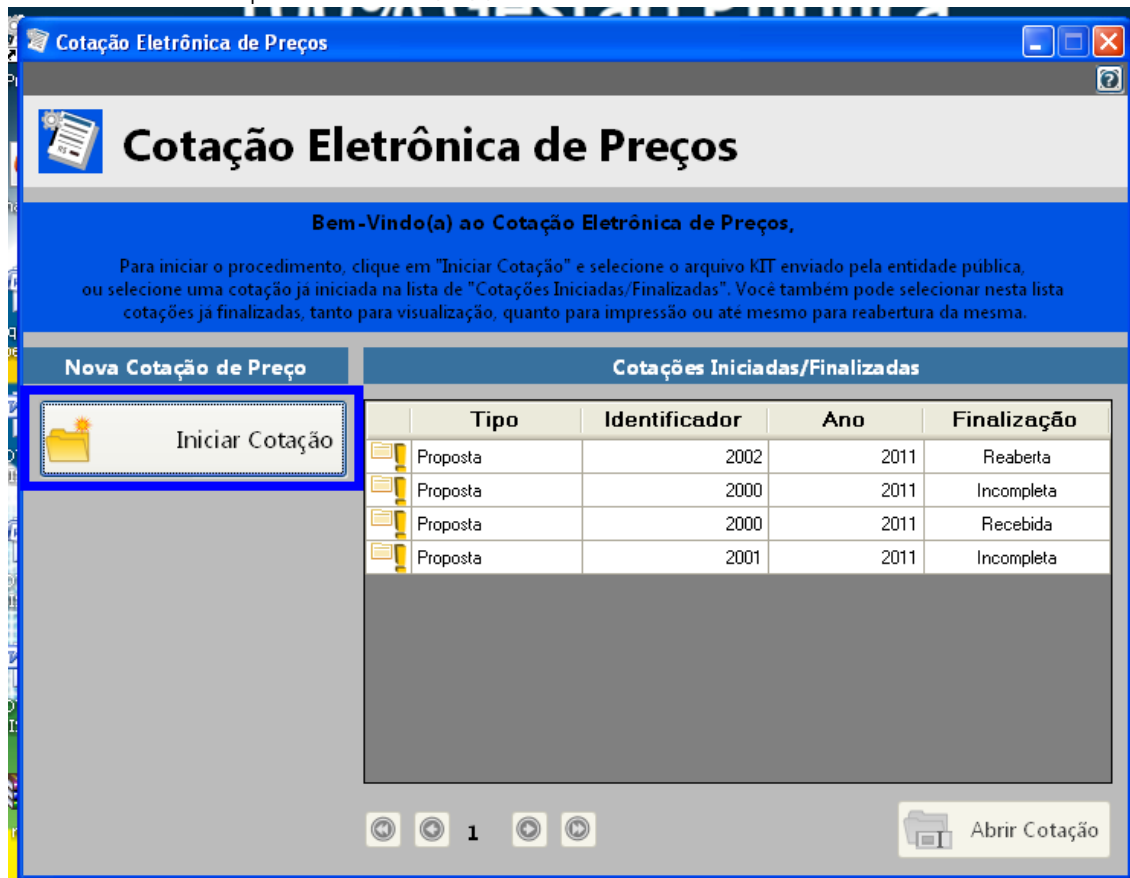 100% Gestão Pública
Cotação Eletrônica de Preços
Cotação Eletrônica de Preços
Bem-Vindo(a) ao Cotação Eletrônica de Preços,
Para iniciar o procedimento, clique em "Iniciar Cotação" e selecione o arquivo KIT enviado pela entidade pública,
ou selecione uma cotação já iniciada na lista de "Cotações Iniciadas/Finalizadas". Você também pode selecionar nesta lista
cotações já finalizadas, tanto para visualização, quanto para impressão ou até mesmo para reabertura da mesma.
Nova Cotação de Preço
Cotações Iniciadas/Finalizadas
Iniciar Cotação
Tipo Identificador Ano Finalização
Proposta 2002 2011 Reaberta
Proposta 2000 2011 Incompleta
Proposta 2000 2011 Recebida
Proposta 2001 2011 Incompleta
1
Abrir Cotação